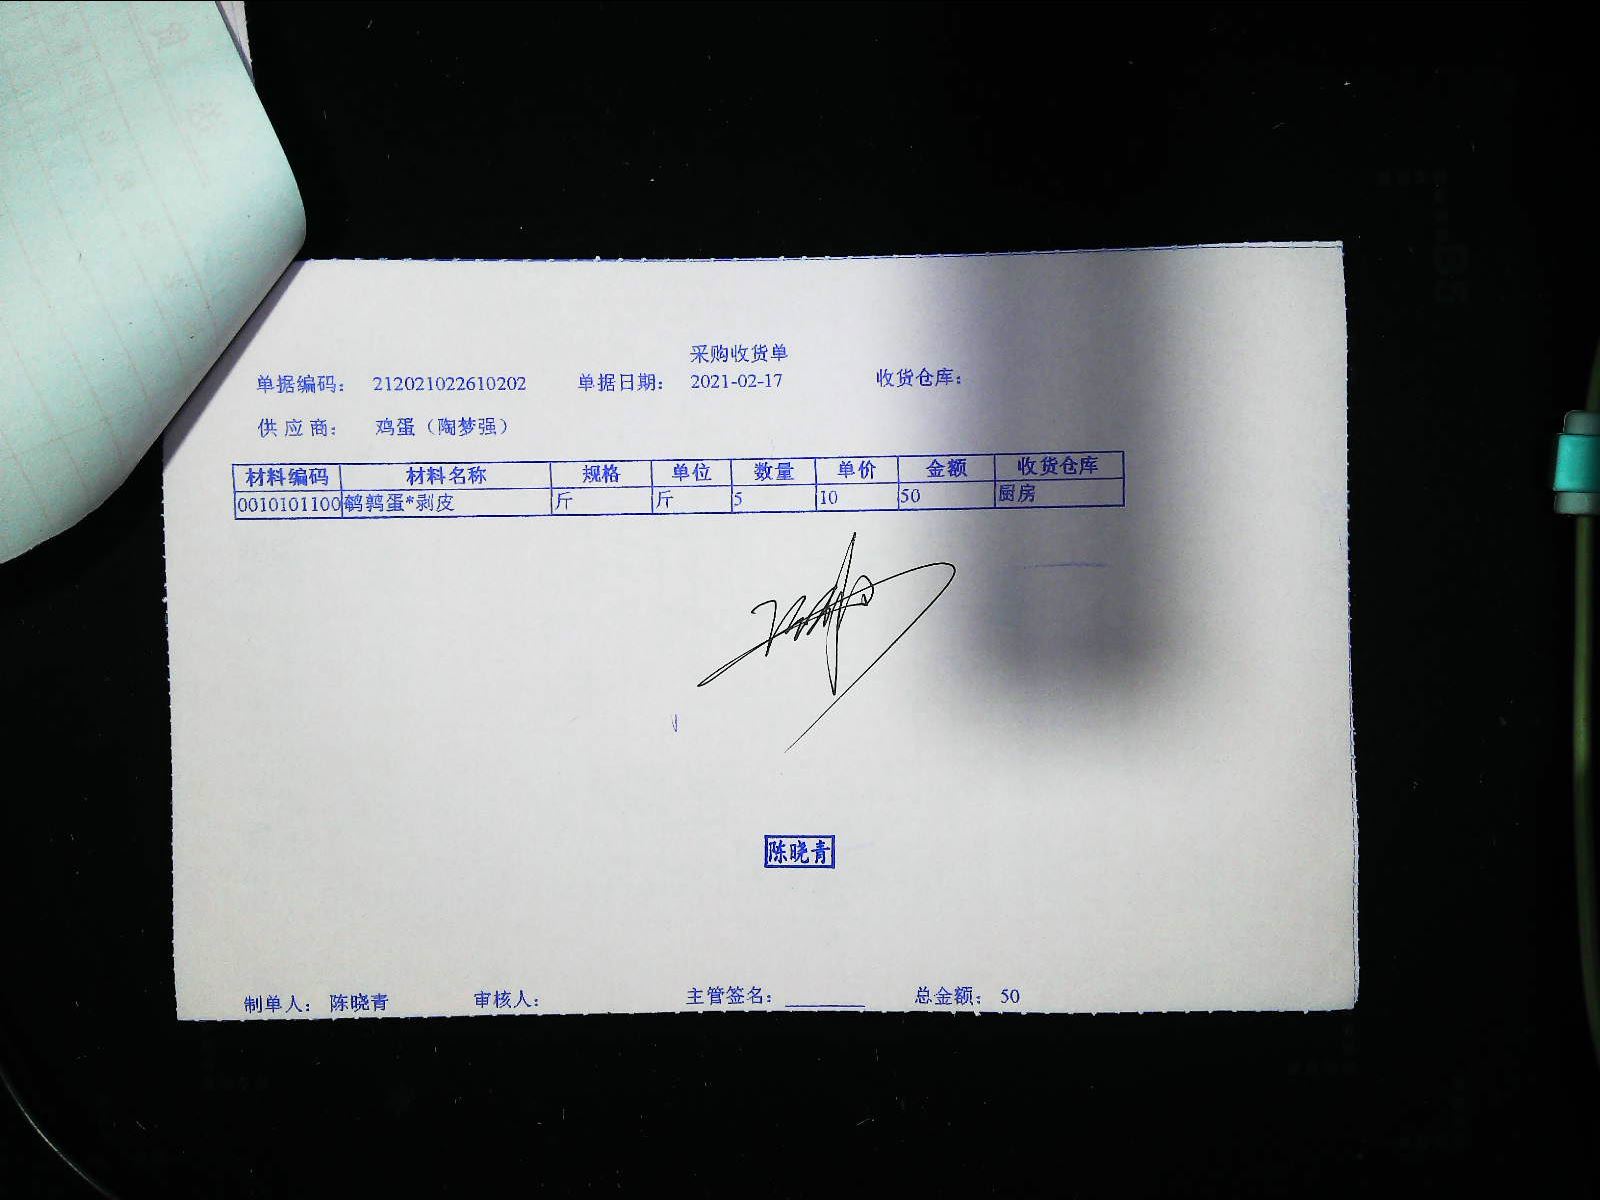 采购收货单
单据编码： 212021022610202 单据日期： 2021-02-17 收货仓库：
供应商： 鸡蛋（陶梦强）
材料编码 材料名称 规格 单位 数量 单价 金额 收货仓库
0010101100 鹌鹑蛋*剥皮 斤 斤 5 10 50 厨房
陈晓青
制单人： 陈晓青 审核人： 主管签名： ________ 总金额： 50